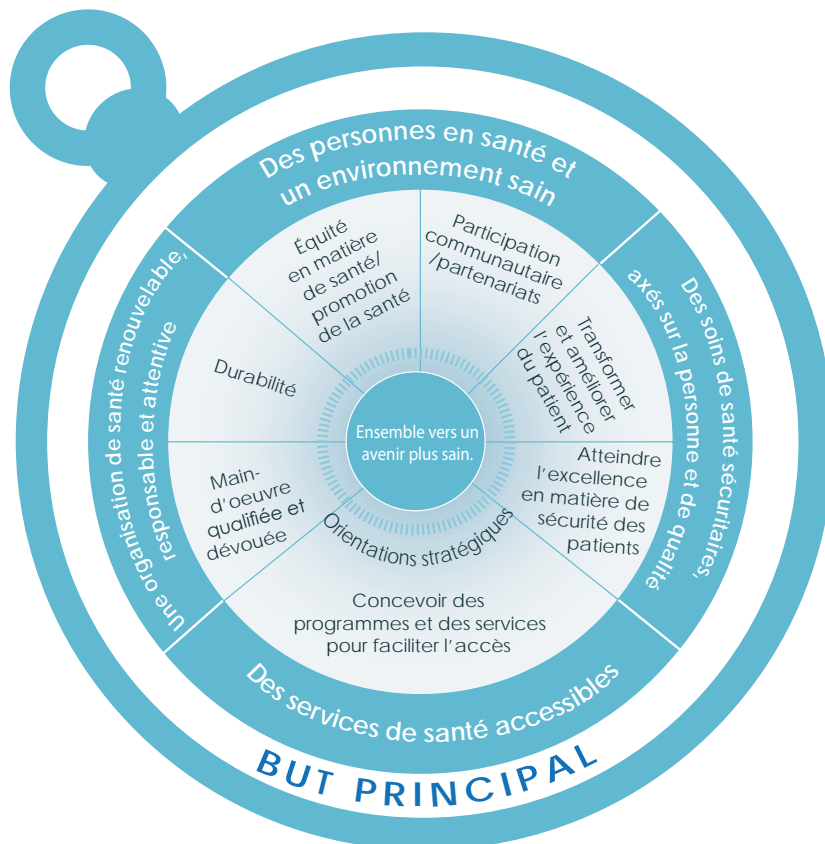 Des personnes en santé et
un environnement sain
Des soins de santé sécuritaires,
axés sur la personne et de qualité
Des services de santé accessibles
Une organisation de santé renouvelable,
responsable et attentive
Équité
en matière
de santé/
promotion
de la santé
Participation
communautaire
/partenariats
Transformer
et améliorer
l'expérience
du patient
Atteindre
l'excellence
en matière de
sécurité des
patients
Concevoir des
programmes et des services
pour faciliter l'accès
Main-
d'oeuvre
qualifiée et
dévouée
Durabilité
Ensemble vers un
avenir plus sain.
Orientations stratégiques
BUT PRINCIPAL